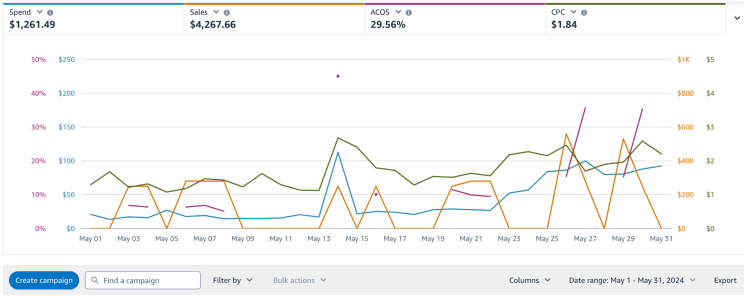 Spend Sales ACOS CPC
$1,261.49 $4,267.66 29.56% $1.84
50% $250 $1K $5
40% $200 $800 $4
30% $150 $600 $3
20% $100 $400 $2
10% $50 $200 $1
0% $0 $0 $0
May 01 May 03 May 05 May 07 May 09 May 11 May 13 May 15 May 17 May 19 May 21 May 23 May 25 May 27 May 29 May 31
Create campaign Find a campaign Filter by Bulk actions Columns Date range: May 1 - May 31, 2024 Export